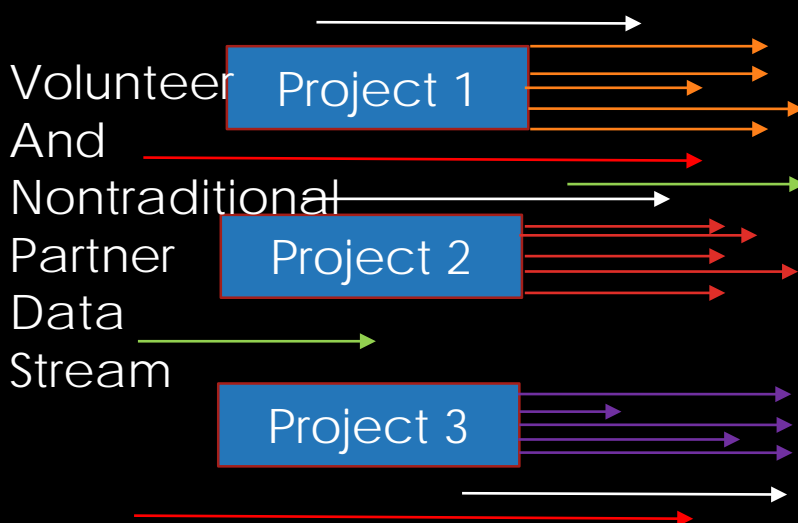 Volunteer
And
Nontraditional
Partner
Data
Stream
Project 1
Project 2
Project 3